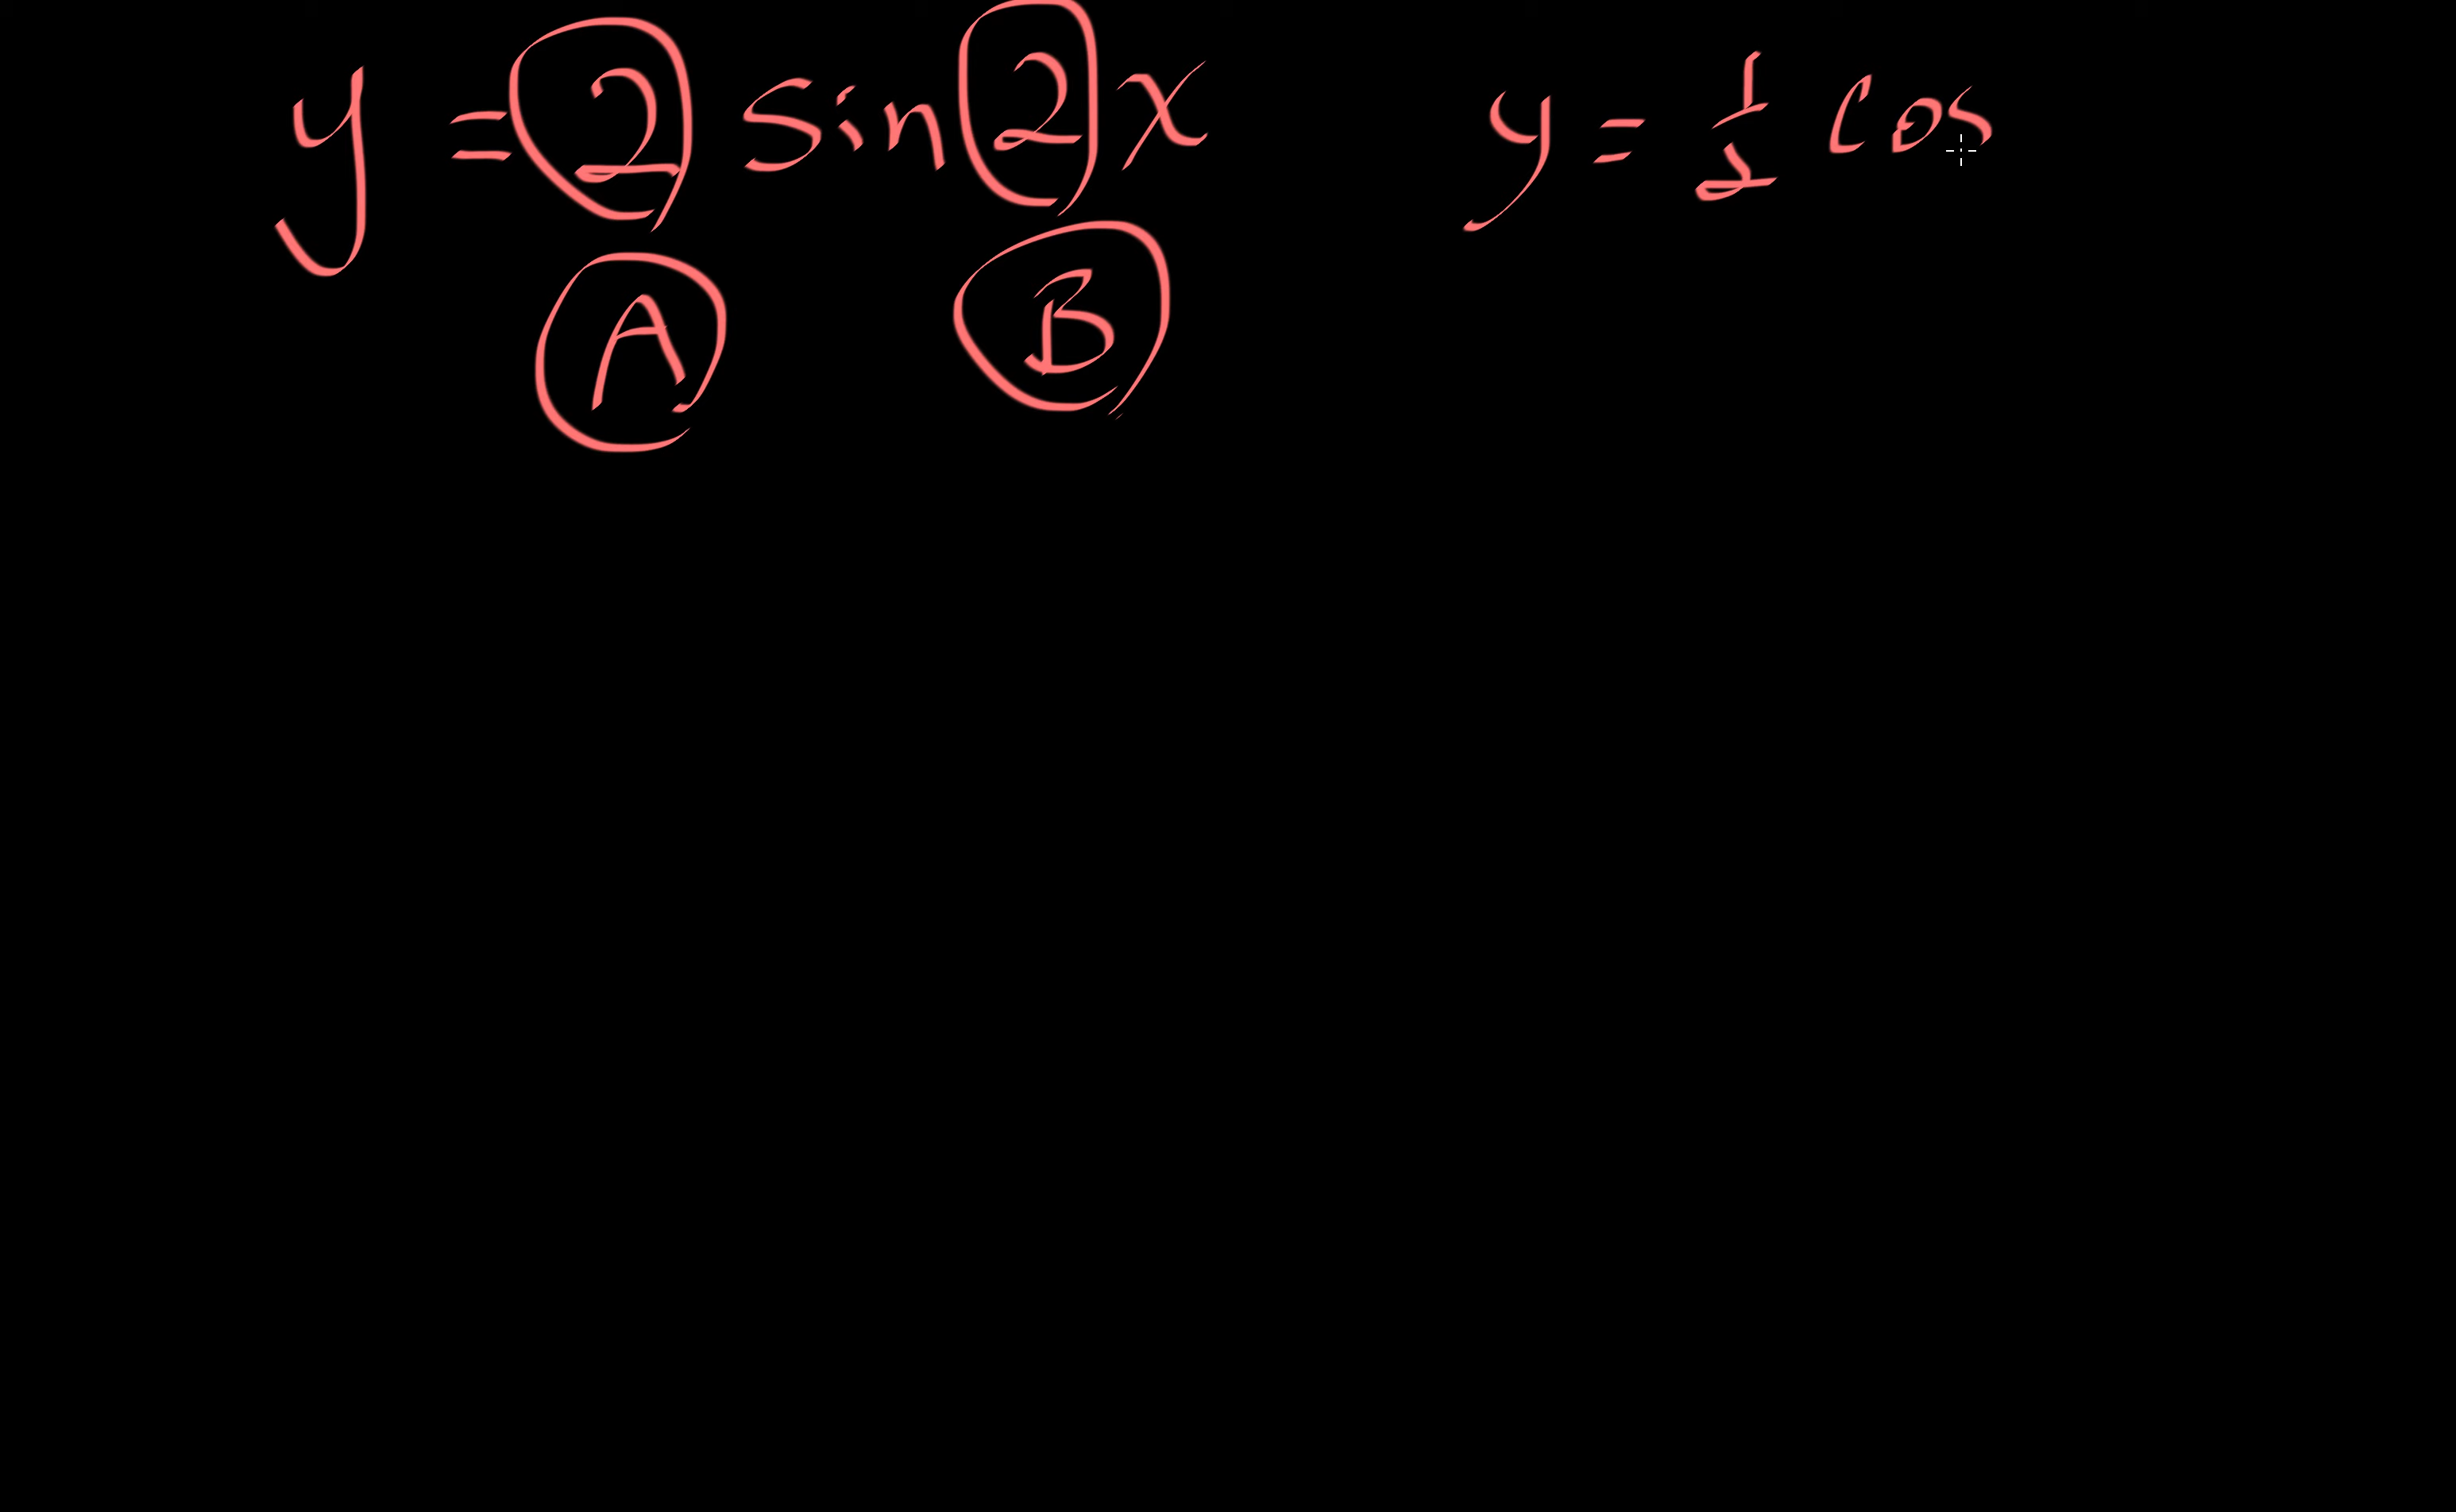 y = 2 sin 2x y = 1/2 cos
A B